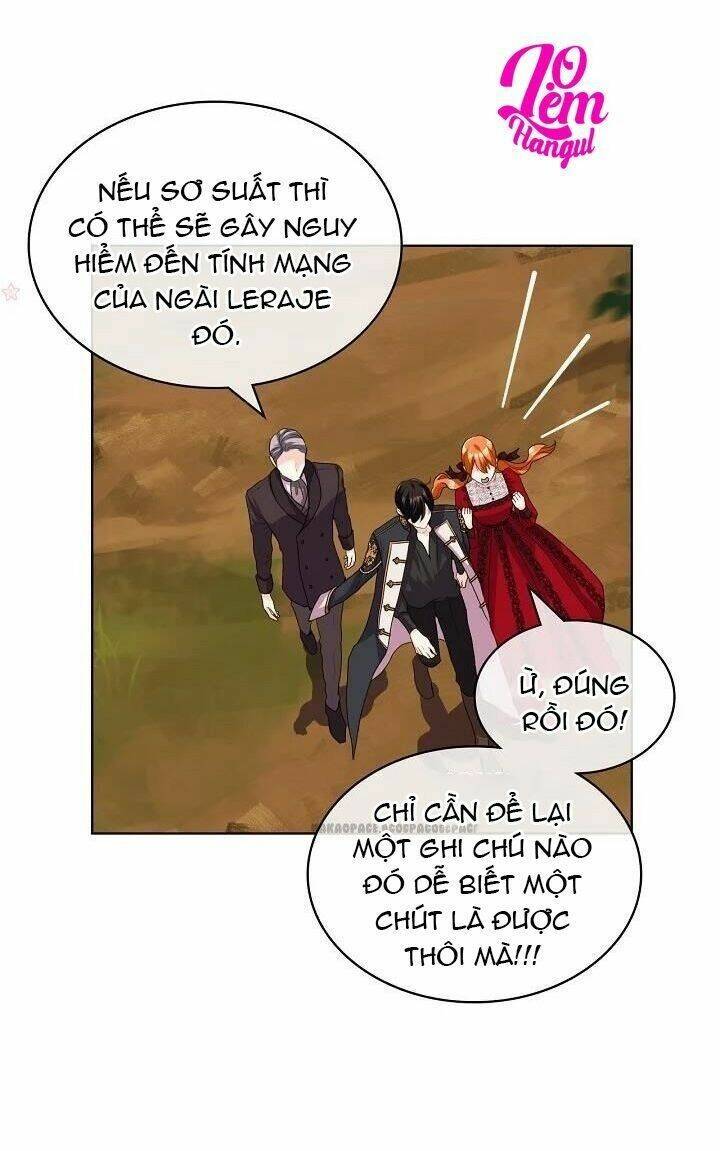 Lọ
Lem
Hangul
NẾU SƠ SUẤT THÌ
CÓ THỂ SẼ GÂY NGUY
HIỂM ĐẾN TÍNH MẠNG
CỦA NGÀI LERAJE
ĐÓ.
Ừ, ĐÚNG
RỒI ĐÓ!
CHỈ CẦN ĐỂ LẠI
MỘT GHI CHÚ NÀO
ĐÓ DỄ BIẾT MỘT
CHÚT LÀ ĐƯỢC
THÔI MÀ!!!